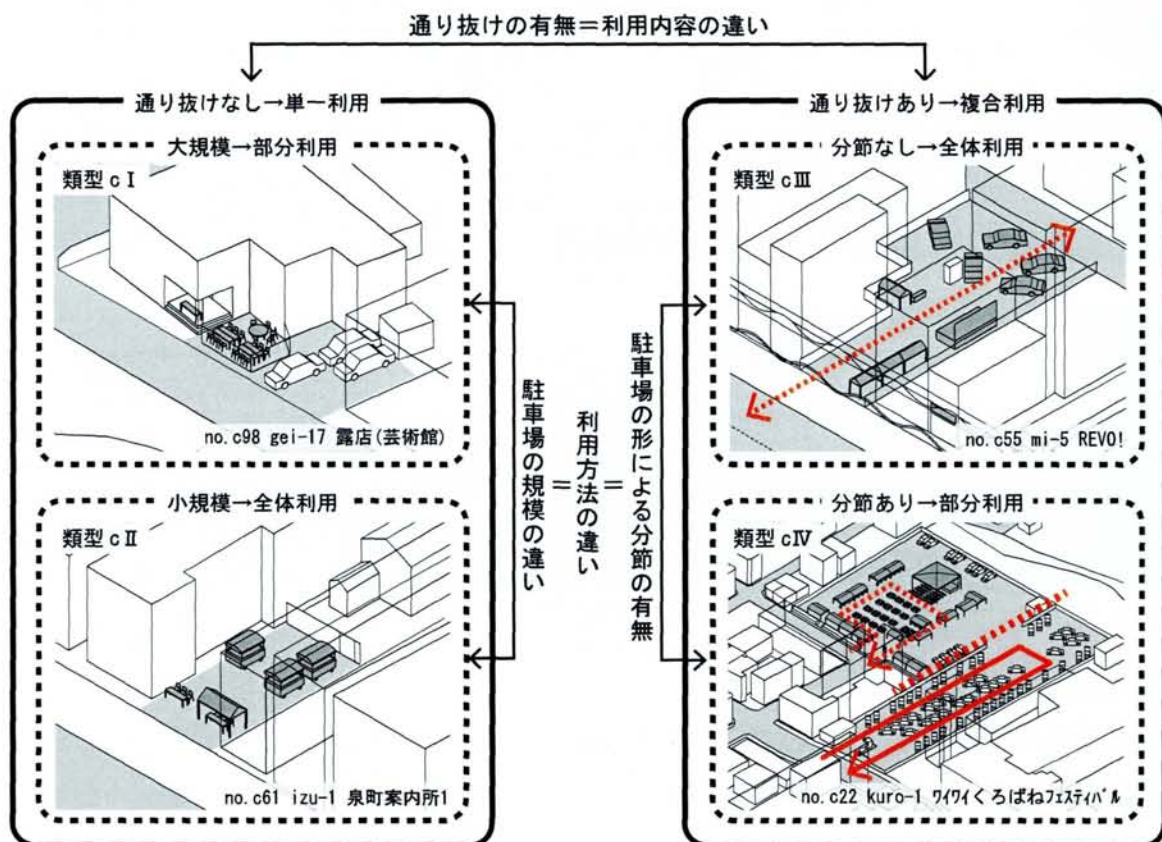 通り抜けの有無＝利用内容の違い
通り抜けなし→単一利用
大規模→部分利用
類型cⅠ
no.c98 gei-17 露店(芸術館)
小規模→全体利用
類型cⅡ
no.c61 izu-1 泉町案内所1
駐車場の規模の違い
＝
利用方法の違い
＝
駐車場の形による分節の有無
通り抜けあり→複合利用
分節なし→全体利用
類型cⅢ
no.c55 mi-5 REVO!
分節あり→部分利用
類型cⅣ
no.c22 kuro-1 ﾜｲﾜｲくろばねﾌｪｽﾃｨﾊﾞﾙ